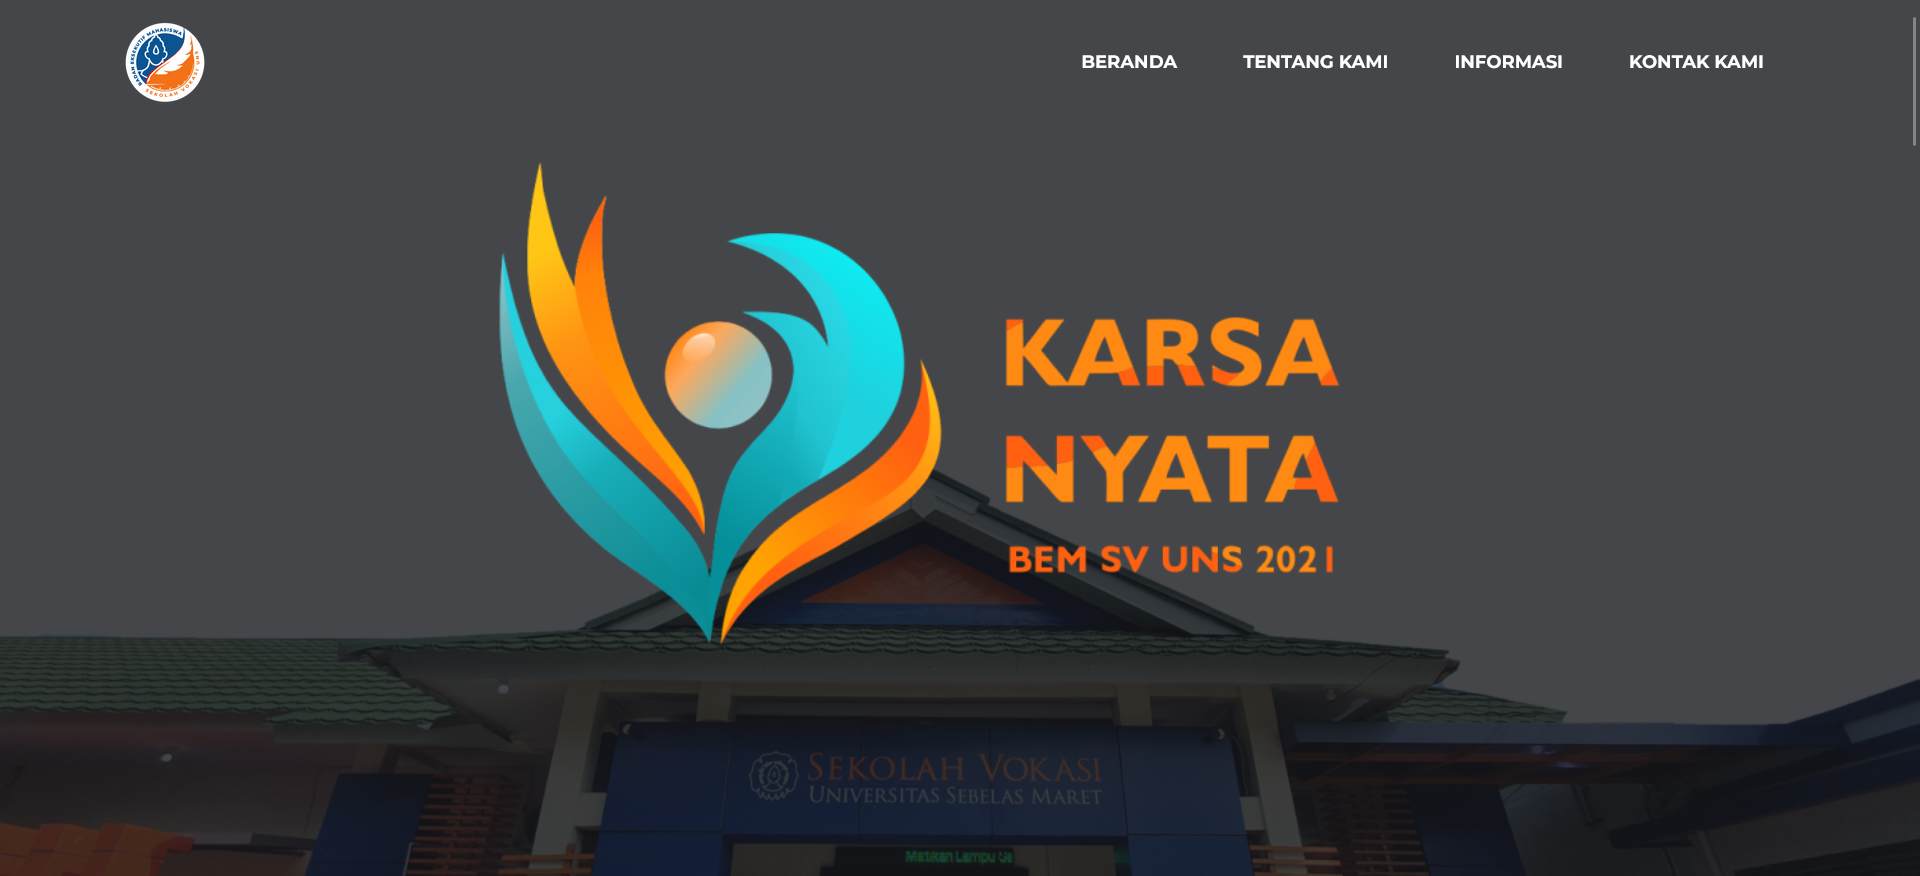 BADAN EKSEKUTIF MAHASISWA
SEKOLAH VOKASI UNS
BERANDA
TENTANG KAMI
INFORMASI
KONTAK KAMI
KARSA
NYATA
BEM SV UNS 2021
SEKOLAH VOKASI
UNIVERSITAS SEBELAS MARET
Matikan Lampu